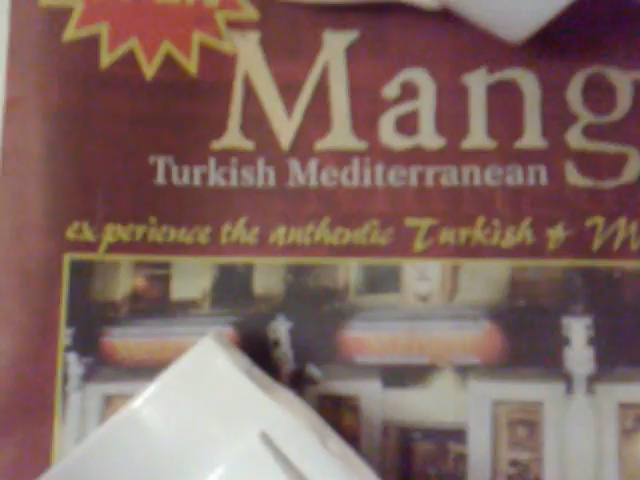 Mang
Turkish Mediterranean
experience the authentic Turkish & M